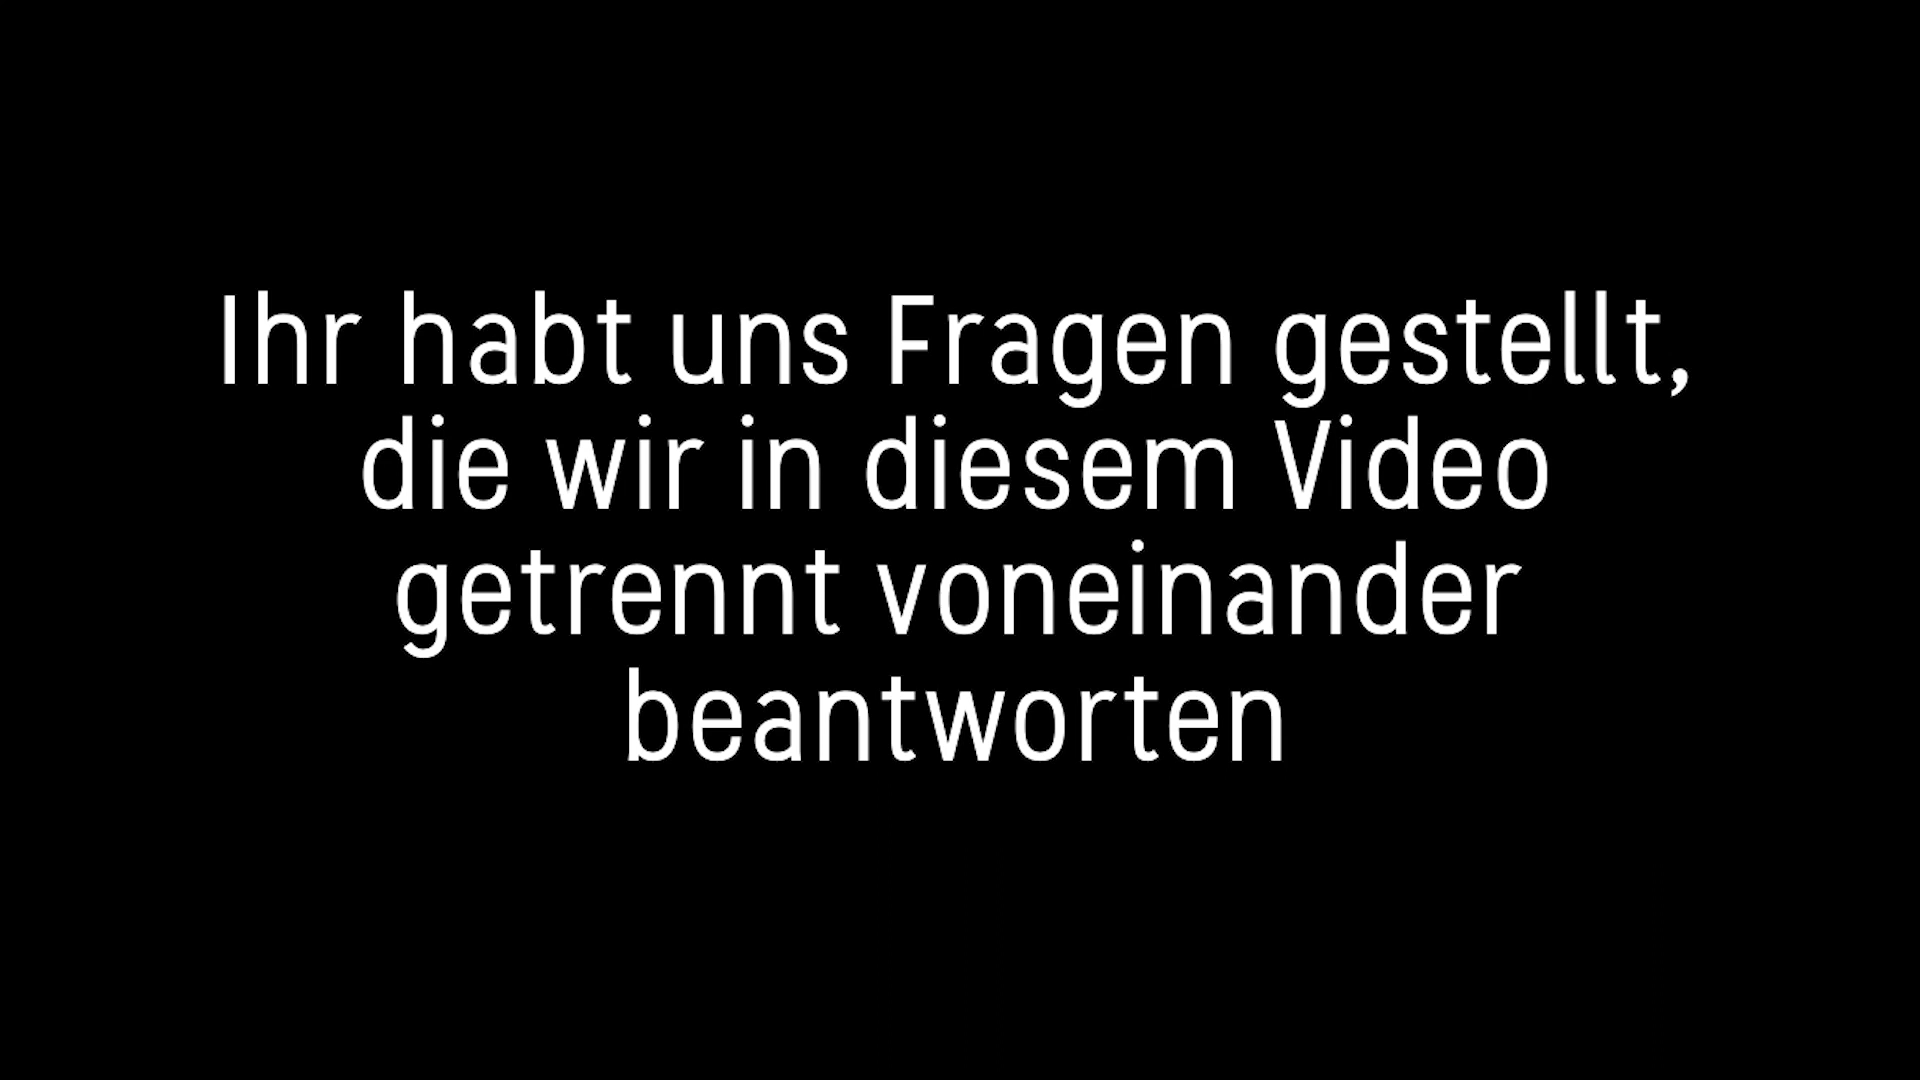 Ihr habt uns Fragen gestellt,
die wir in diesem Video
getrennt voneinander
beantworten